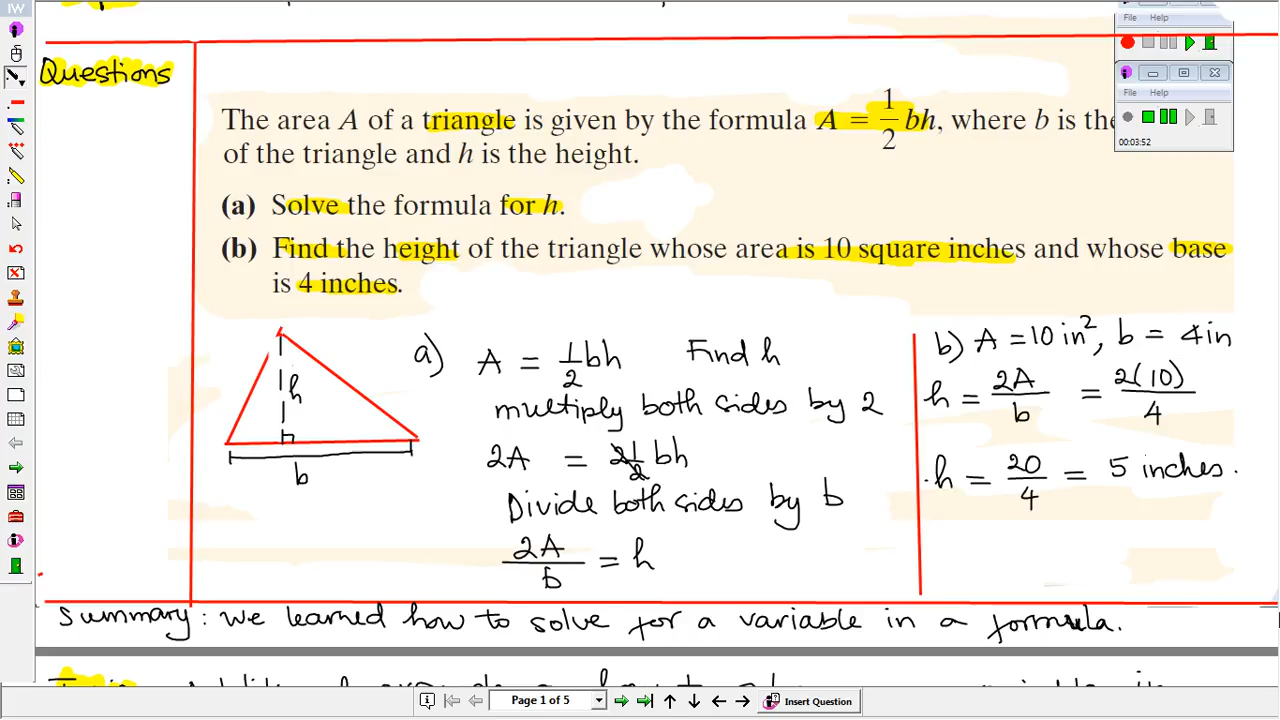 IW
File Help
Questions
File Help
00:03:52
The area A of a triangle is given by the formula A = 1/2 bh, where b is the
of the triangle and h is the height.
(a) Solve the formula for h.
(b) Find the height of the triangle whose area is 10 square inches and whose base
is 4 inches.
h
b
a) A = 1/2 bh Find h
multiply both sides by 2
2A = 2 1/2 bh
Divide both sides by b
2A/b = h
b) A = 10 in², b = 4in
h = 2A/b = 2(10)/4
h = 20/4 = 5 inches.
Summary: we learned how to solve for a variable in a formula.
Page 1 of 5
Insert Question